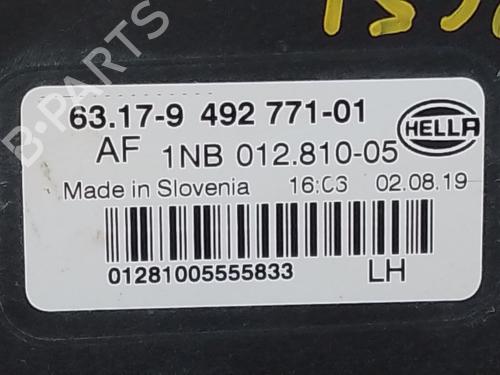 63.17-9 492 771-01
AF 1NB 012.810-05
HELLA
Made in Slovenia 16:03 02.08.19
01281005555833 LH
B-PARTS